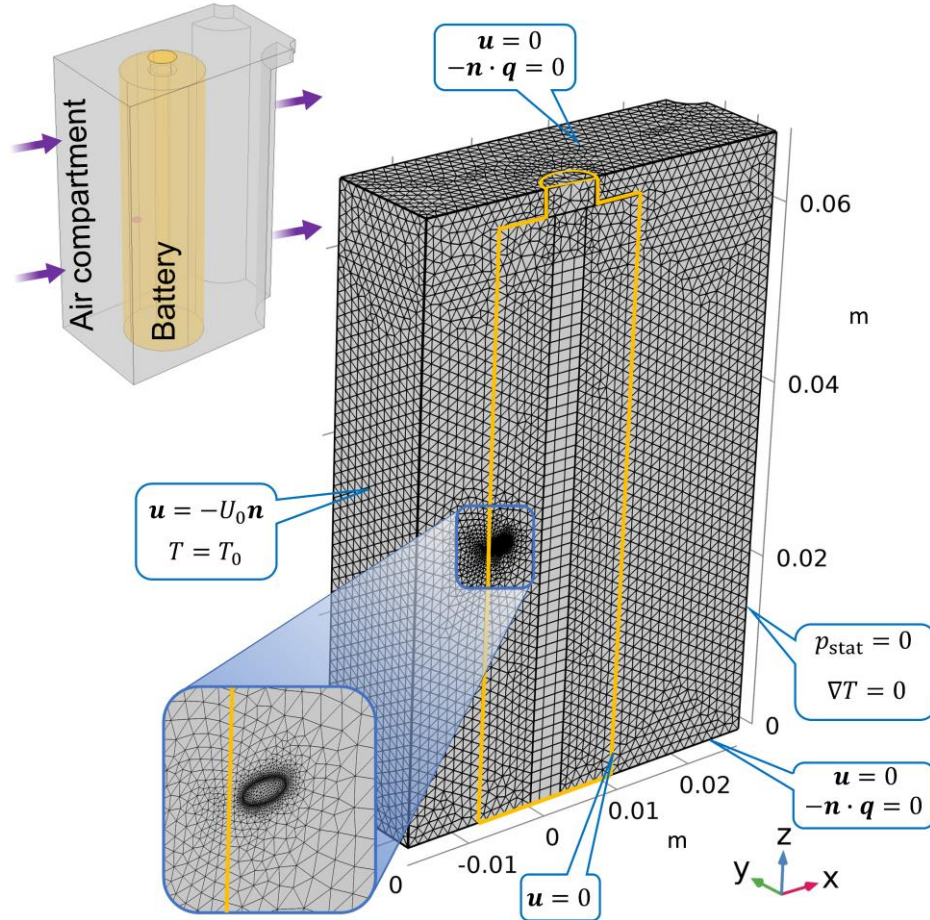 Air compartment
Battery
𝒖 = 0
−𝒏 · 𝒒 = 0
0.06
m
0.04
𝒖 = −𝑈₀𝒏
𝑇 = 𝑇₀
0.02
𝑝stat = 0
∇𝑇 = 0
0
0.02
𝒖 = 0
−𝒏 · 𝒒 = 0
0.01
0
m
-0.01
0
𝒖 = 0
z
y
x